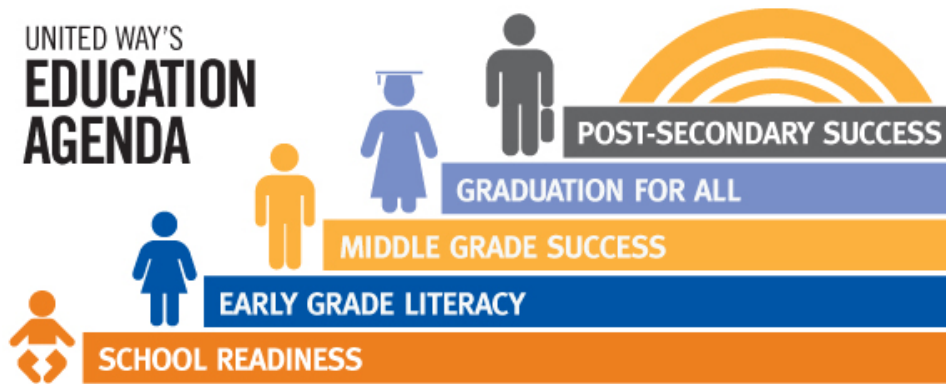 UNITED WAY'S
EDUCATION
AGENDA
POST-SECONDARY SUCCESS
GRADUATION FOR ALL
MIDDLE GRADE SUCCESS
EARLY GRADE LITERACY
SCHOOL READINESS